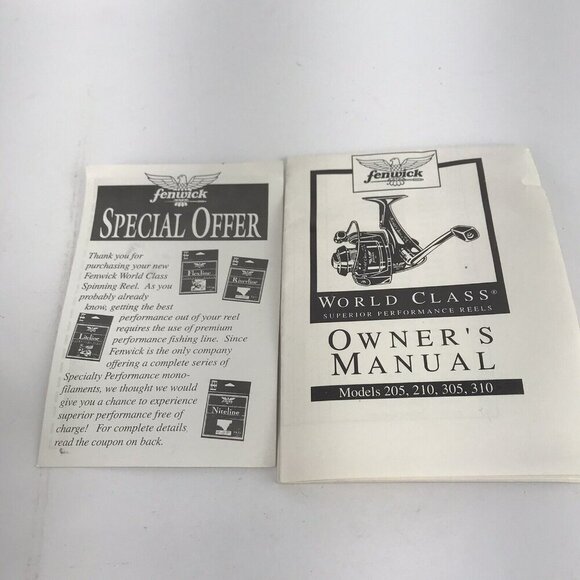 fenwick
SPECIAL OFFER
Thank you for
purchasing your new
Fenwick World Class
Spinning Reel. As you
probably already
know, getting the best
performance out of your reel
requires the use of premium
performance fishing line. Since
Fenwick is the only company
offering a complete series of
Specialty Performance mono-
filaments, we thought we would
give you a chance to experience
superior performance free of
charge! For complete details
read the coupon on back.
Flexline
Riverline
Liteline
Niteline
fenwick
WORLD CLASS®
SUPERIOR PERFORMANCE REELS
OWNER'S
MANUAL
Models 205, 210, 305, 310